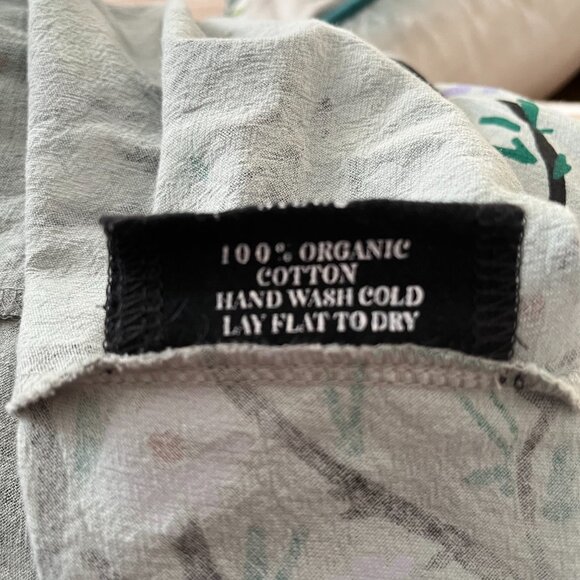 100% ORGANIC
COTTON
HAND WASH COLD
LAY FLAT TO DRY